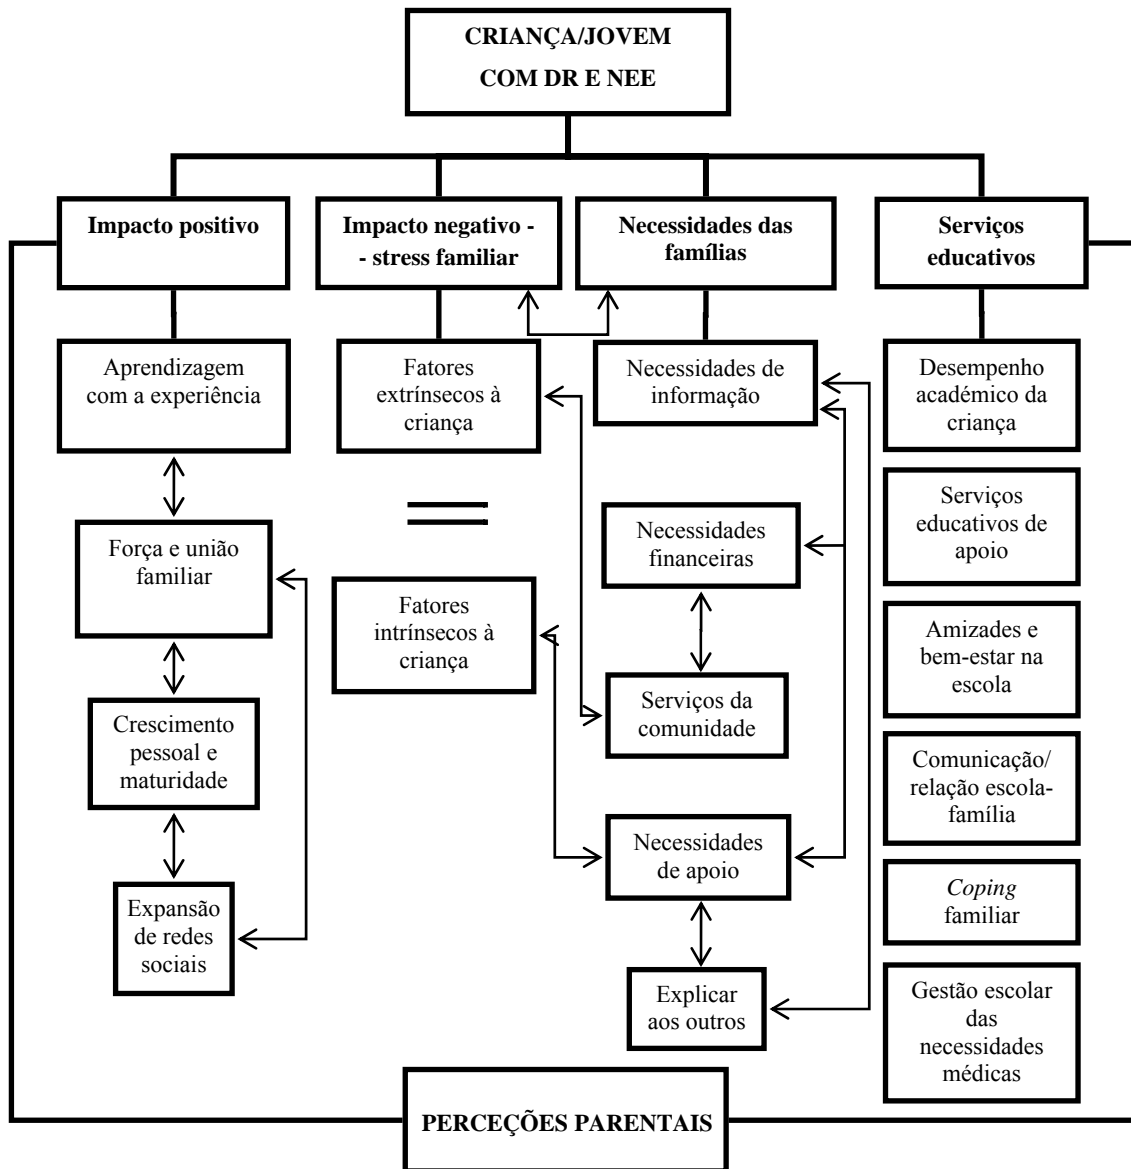 CRIANÇA/JOVEM
COM DR E NEE
Impacto positivo
Impacto negativo -
- stress familiar
Necessidades das
famílias
Serviços
educativos
Aprendizagem
com a experiência
Fatores
extrínsecos à
criança
Necessidades de
informação
Desempenho
académico da
criança
Força e união
familiar
Necessidades
financeiras
Serviços
educativos de
apoio
Fatores
intrínsecos à
criança
Amizades e
bem-estar na
escola
Crescimento
pessoal e
maturidade
Serviços da
comunidade
Comunicação/
relação escola-
família
Necessidades
de apoio
Expansão
de redes
sociais
Coping
familiar
Explicar
aos outros
Gestão escolar
das
necessidades
médicas
PERCEÇÕES PARENTAIS